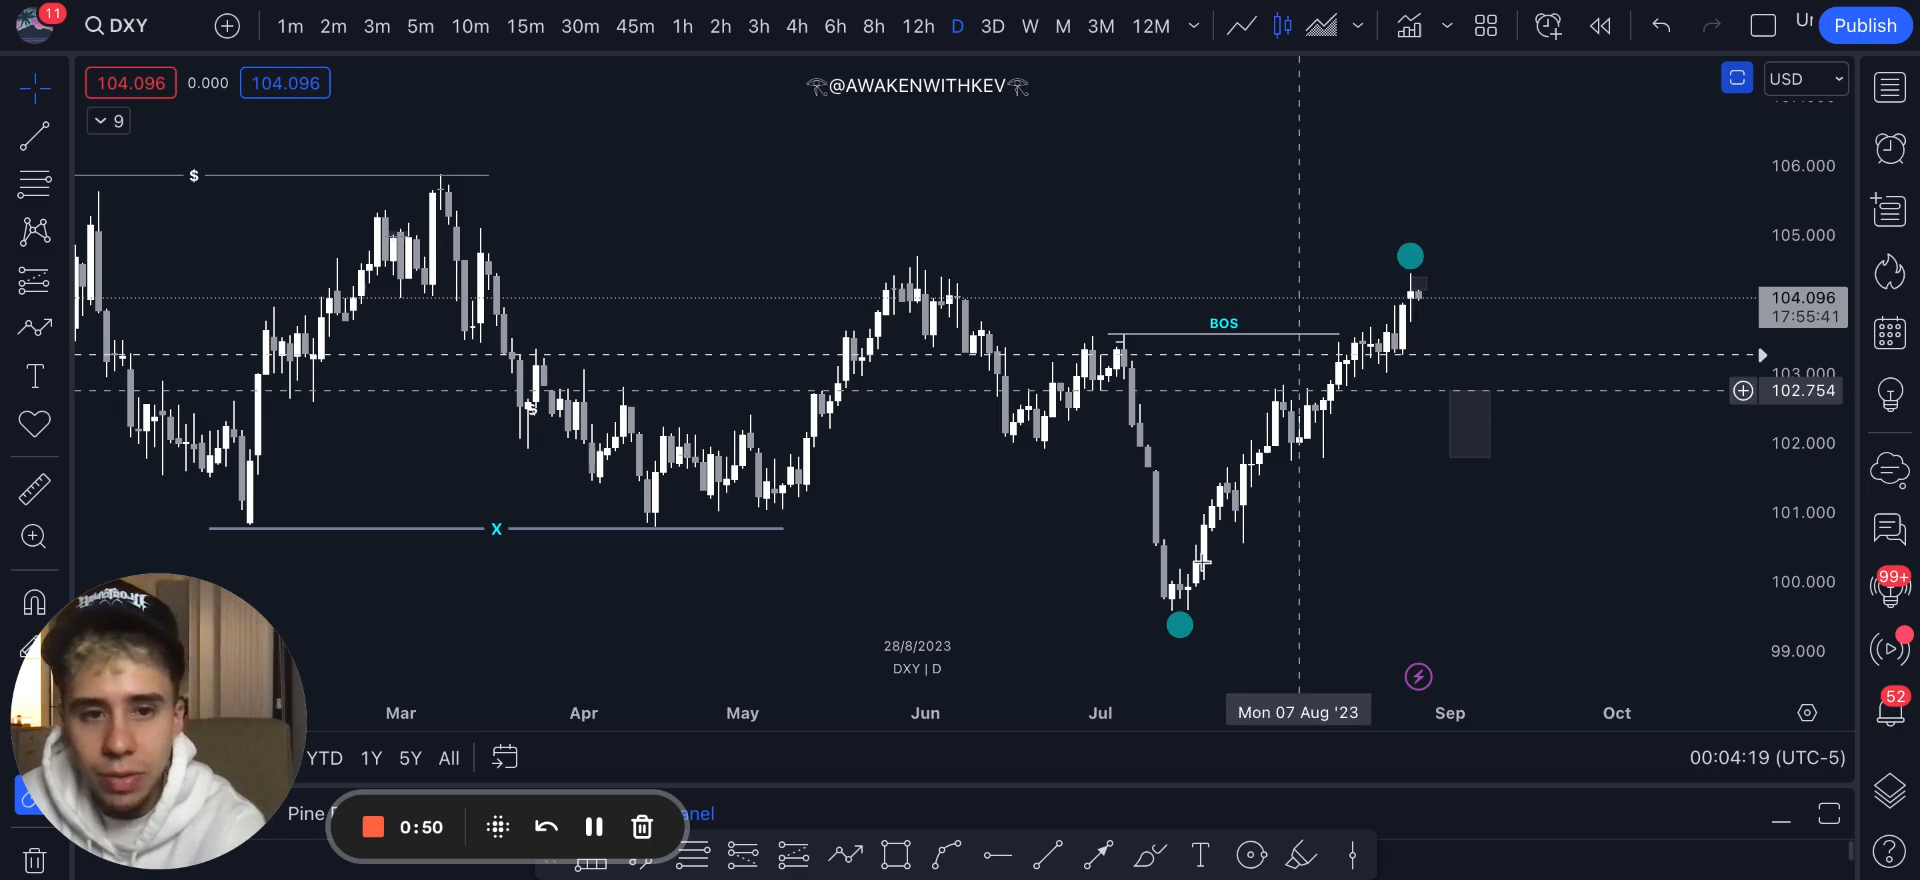 11
DXY
1m 2m 3m 5m 10m 15m 30m 45m 1h 2h 3h 4h 6h 8h 12h D 3D W M 3M 12M
Publish
104.096 0.000 104.096
@AWAKENWITHKEV
USD
9
$
106.000
105.000
104.096
17:55:41
BOS
103.000
102.754
$
102.000
101.000
X
100.000
99+
28/8/2023
DXY | D
99.000
52
Mar Apr May Jun Jul Mon 07 Aug '23 Sep Oct
YTD 1Y 5Y All
00:04:19 (UTC-5)
Pine
0:50
anel
T